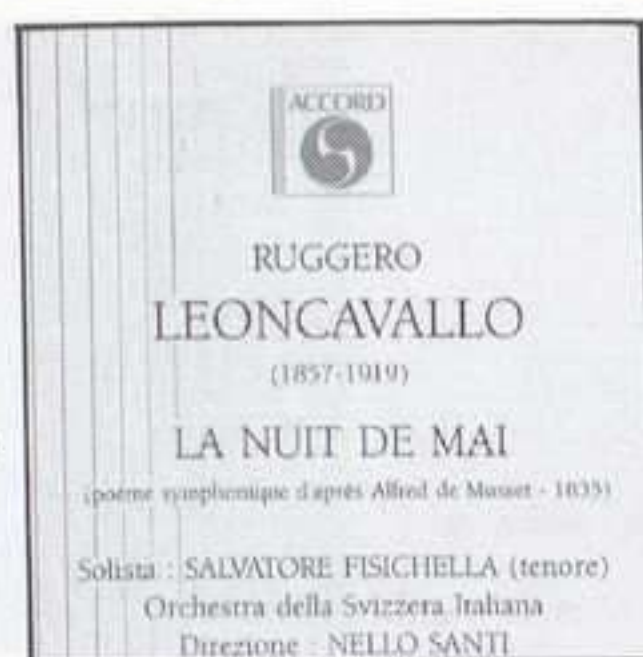 ACCORD
RUGGERO
LEONCAVALLO
(1857-1919)
LA NUIT DE MAI
(poème symphonique d'après Alfred de Musset - 1835)
Solista : SALVATORE FISICHELLA (tenore)
Orchestra della Svizzera Italiana
Direzione : NELLO SANTI